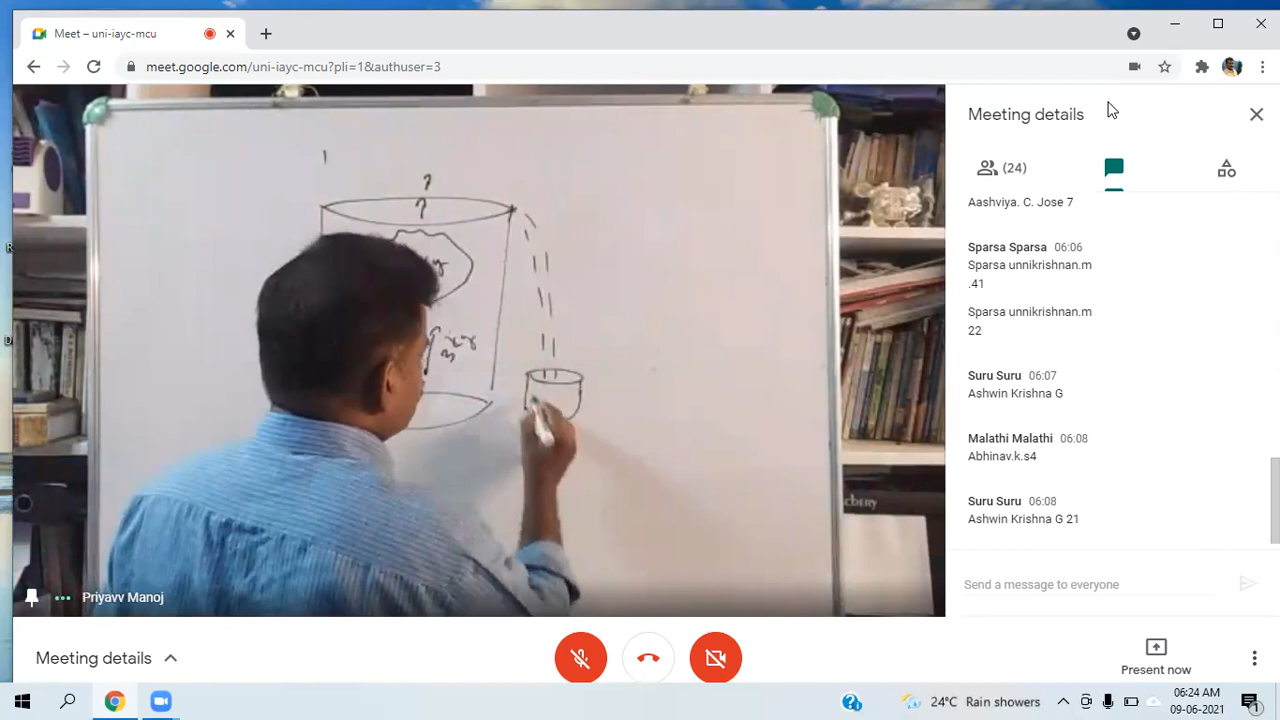 Meet – uni-iayc-mcu
meet.google.com/uni-iayc-mcu?pli=1&authuser=3
Meeting details
(24)
Aashviya. C. Jose 7
Sparsa Sparsa 06:06
Sparsa unnikrishnan.m
.41
Sparsa unnikrishnan.m
22
Suru Suru 06:07
Ashwin Krishna G
Malathi Malathi 06:08
Abhinav.k.s4
Suru Suru 06:08
Ashwin Krishna G 21
Send a message to everyone
?
?
Priyavv Manoj
Meeting details
Present now
24°C Rain showers
06:24 AM
09-06-2021
1